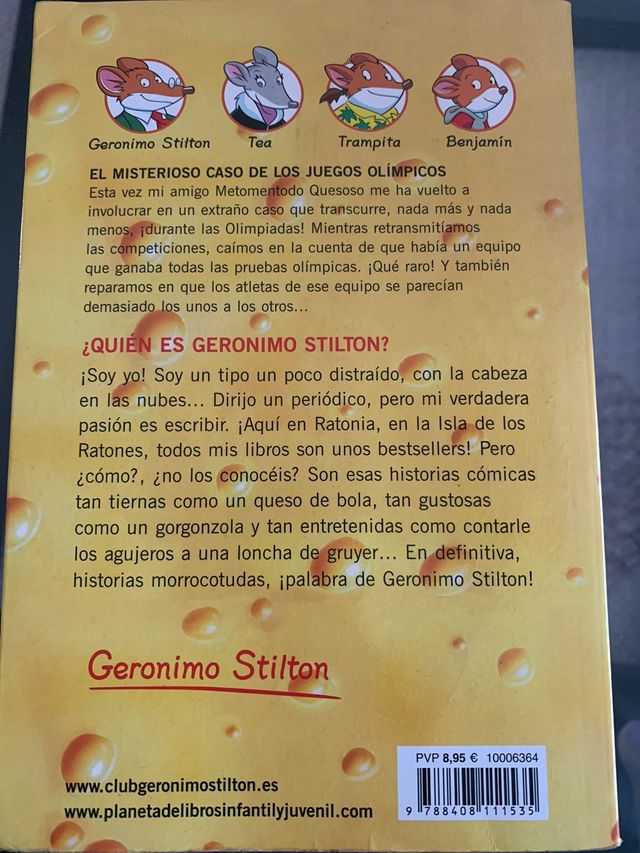 Geronimo Stilton Tea Trampita Benjamín
EL MISTERIOSO CASO DE LOS JUEGOS OLÍMPICOS
Esta vez mi amigo Metomentodo Quesoso me ha vuelto a
involucrar en un extraño caso que transcurre, nada más y nada
menos, ¡durante las Olimpiadas! Mientras retransmitíamos
las competiciones, caímos en la cuenta de que había un equipo
que ganaba todas las pruebas olímpicas. ¡Qué raro! Y también
reparamos en que los atletas de ese equipo se parecían
demasiado los unos a los otros...
¿QUIÉN ES GERONIMO STILTON?
¡Soy yo! Soy un tipo un poco distraído, con la cabeza
en las nubes... Dirijo un periódico, pero mi verdadera
pasión es escribir. ¡Aquí en Ratonia, en la Isla de los
Ratones, todos mis libros son unos bestsellers! Pero
¿cómo?, ¿no los conocéis? Son esas historias cómicas
tan tiernas como un queso de bola, tan gustosas
como un gorgonzola y tan entretenidas como contarle
los agujeros a una loncha de gruyer... En definitiva,
historias morrocotudas, ¡palabra de Geronimo Stilton!
Geronimo Stilton
www.clubgeronimostilton.es
www.planetadelibrosinfantilyjuvenil.com
PVP 8,95 € 10006364
9 788408 111535